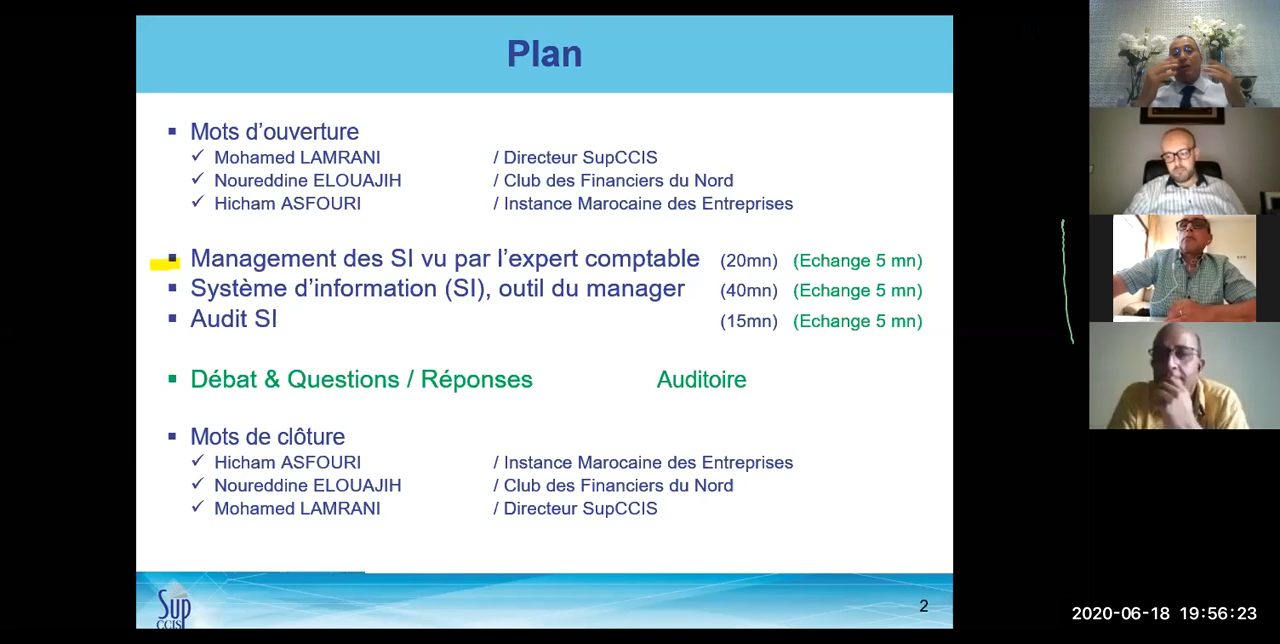 Plan
Mots d’ouverture
Mohamed LAMRANI / Directeur SupCCIS
Noureddine ELOUAJIH / Club des Financiers du Nord
Hicham ASFOURI / Instance Marocaine des Entreprises
Management des SI vu par l’expert comptable (20mn) (Echange 5 mn)
Système d’information (SI), outil du manager (40mn) (Echange 5 mn)
Audit SI (15mn) (Echange 5 mn)
Débat & Questions / Réponses Auditoire
Mots de clôture
Hicham ASFOURI / Instance Marocaine des Entreprises
Noureddine ELOUAJIH / Club des Financiers du Nord
Mohamed LAMRANI / Directeur SupCCIS
Sup
CCIS
2
2020-06-18 19:56:23